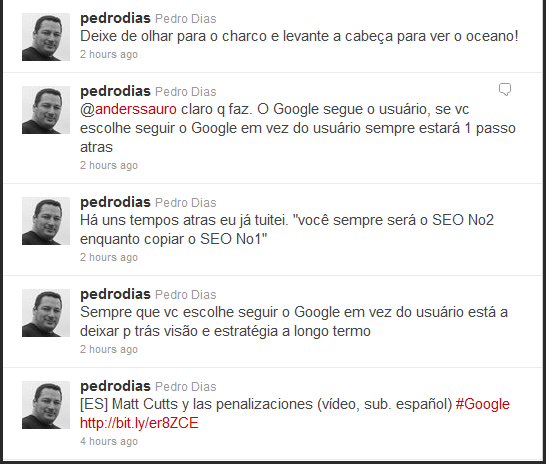 pedrodias Pedro Dias
Deixe de olhar para o charco e levante a cabeça para ver o oceano!
2 hours ago
pedrodias Pedro Dias
@anderssauro claro q faz. O Google segue o usuário, se vc
escolhe seguir o Google em vez do usuário sempre estará 1 passo
atras
2 hours ago
pedrodias Pedro Dias
Há uns tempos atras eu já tuitei. "você sempre será o SEO No2
enquanto copiar o SEO No1"
2 hours ago
pedrodias Pedro Dias
Sempre que vc escolhe seguir o Google em vez do usuário está a
deixar p trás visão e estratégia a longo termo
2 hours ago
pedrodias Pedro Dias
[ES] Matt Cutts y las penalizaciones (vídeo, sub. español) #Google
http://bit.ly/er8ZCE
4 hours ago